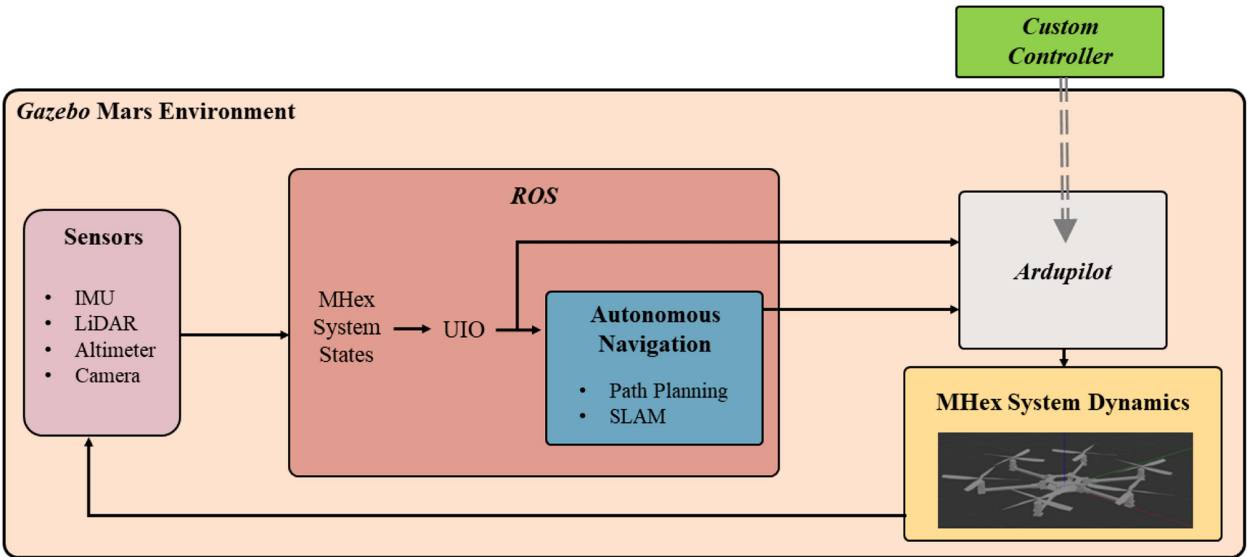 Custom
Controller
Gazebo Mars Environment
ROS
Sensors
• IMU
• LiDAR
• Altimeter
• Camera
MHex
System
States
UIO
Autonomous
Navigation
• Path Planning
• SLAM
Ardupilot
MHex System Dynamics